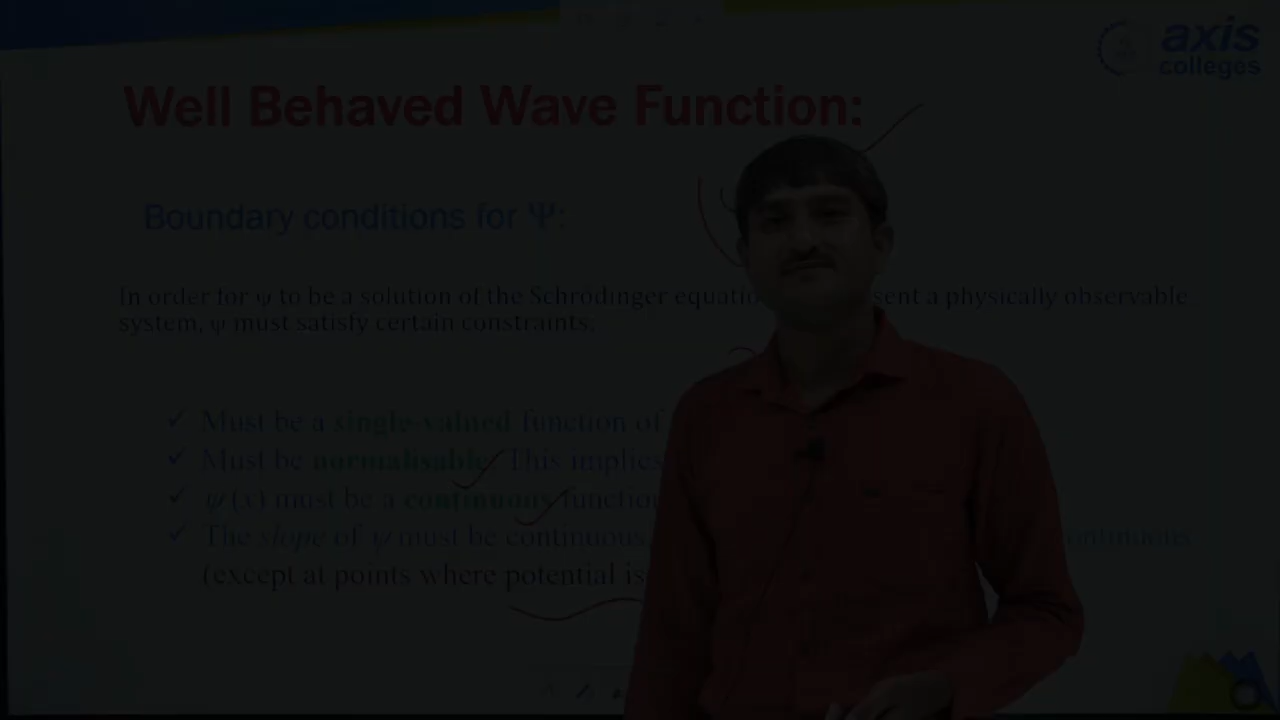 axis
colleges
Well Behaved Wave Function:
Boundary conditions for Ψ:
In order for ψ to be a solution of the Schrödinger sent a physically observable
system, ψ must satisfy certain constraints:
✓ Must be a single-valued function of
✓ Must be normalisable. This implies
✓ ψ (x) must be a continuous function
✓ The slope of ψ must be continuous, continuous
(except at points where potential is